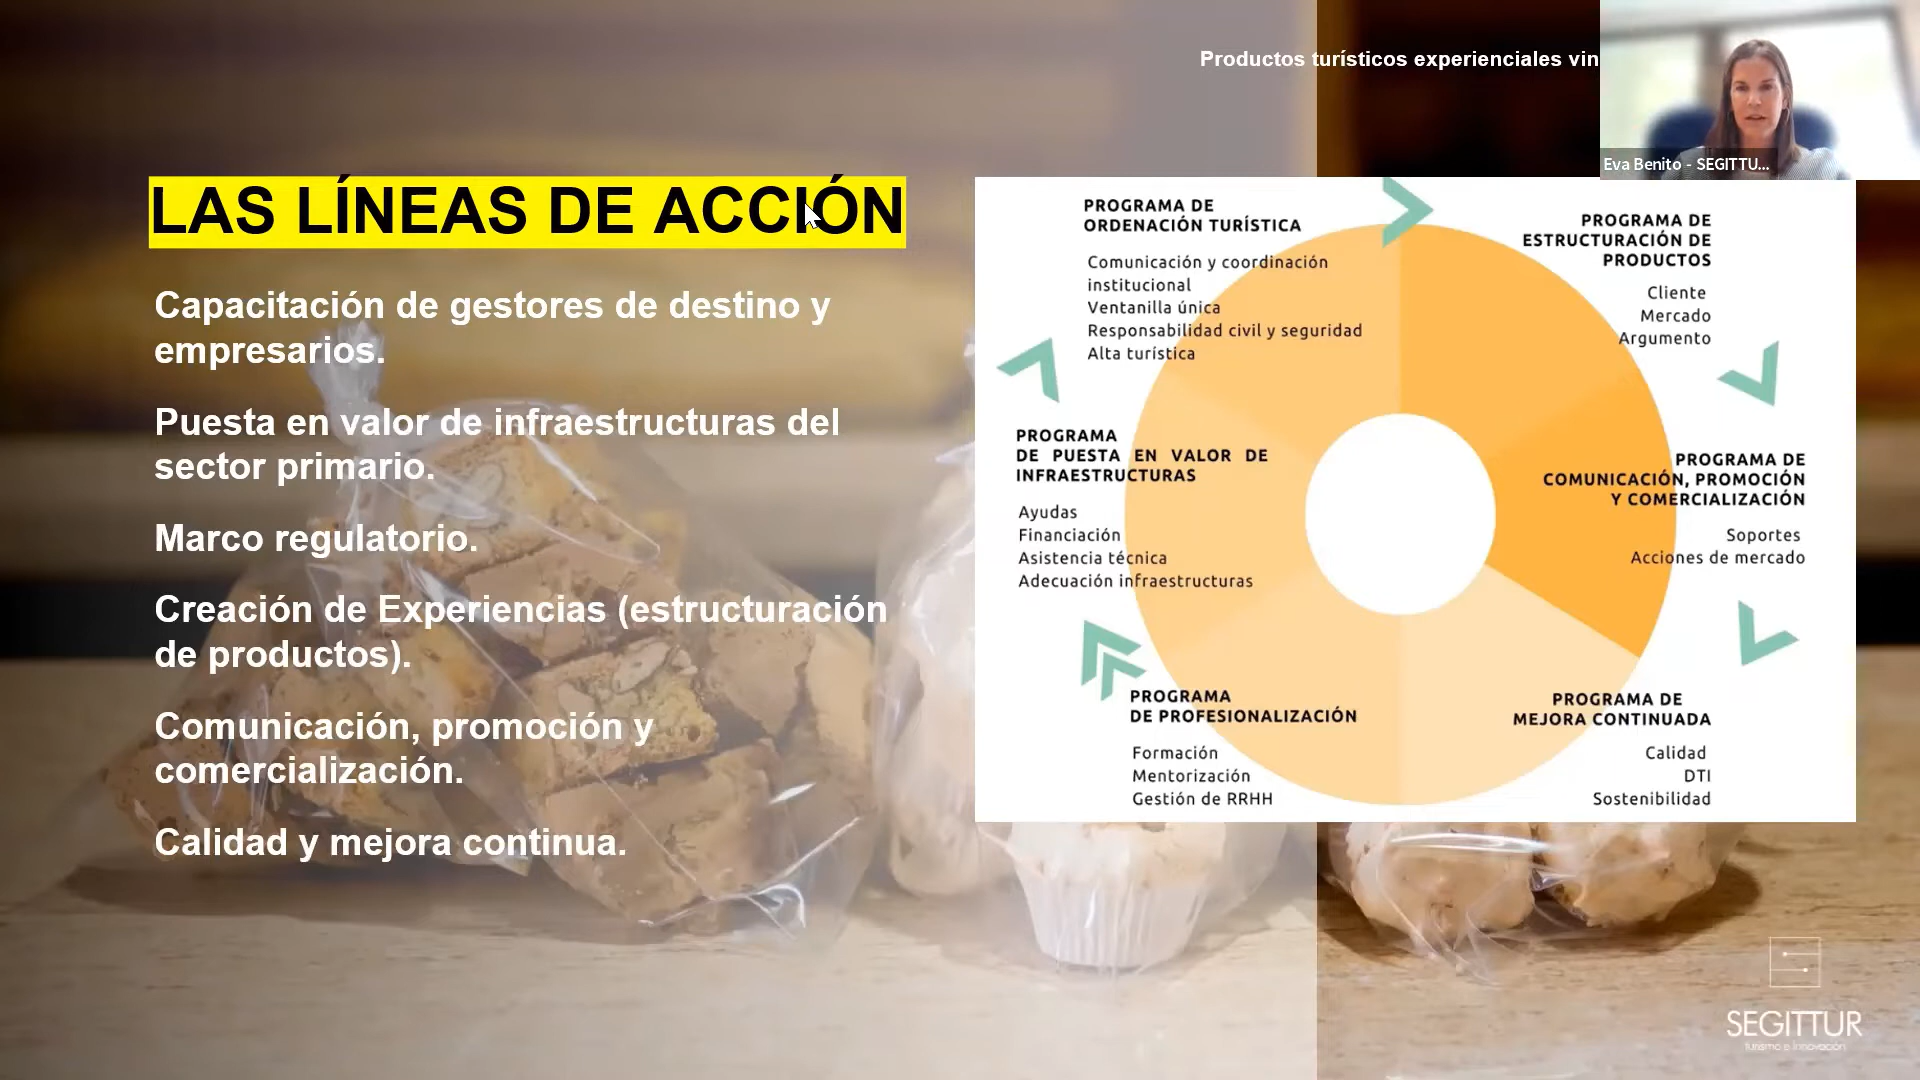 Productos turísticos experienciales vin
Eva Benito - SEGITTU...
LAS LÍNEAS DE ACCIÓN
Capacitación de gestores de destino y
empresarios.
Puesta en valor de infraestructuras del
sector primario.
Marco regulatorio.
Creación de Experiencias (estructuración
de productos).
Comunicación, promoción y
comercialización.
Calidad y mejora continua.
PROGRAMA DE
ORDENACIÓN TURÍSTICA
Comunicación y coordinación
institucional
Ventanilla única
Responsabilidad civil y seguridad
Alta turística
PROGRAMA DE
ESTRUCTURACIÓN DE
PRODUCTOS
Cliente
Mercado
Argumento
PROGRAMA
DE PUESTA EN VALOR DE
INFRAESTRUCTURAS
Ayudas
Financiación
Asistencia técnica
Adecuación infraestructuras
PROGRAMA DE
COMUNICACIÓN, PROMOCIÓN
Y COMERCIALIZACIÓN
Soportes
Acciones de mercado
PROGRAMA
DE PROFESIONALIZACIÓN
Formación
Mentorización
Gestión de RRHH
PROGRAMA DE
MEJORA CONTINUADA
Calidad
DTI
Sostenibilidad
SEGITTUR
turismo e innovación